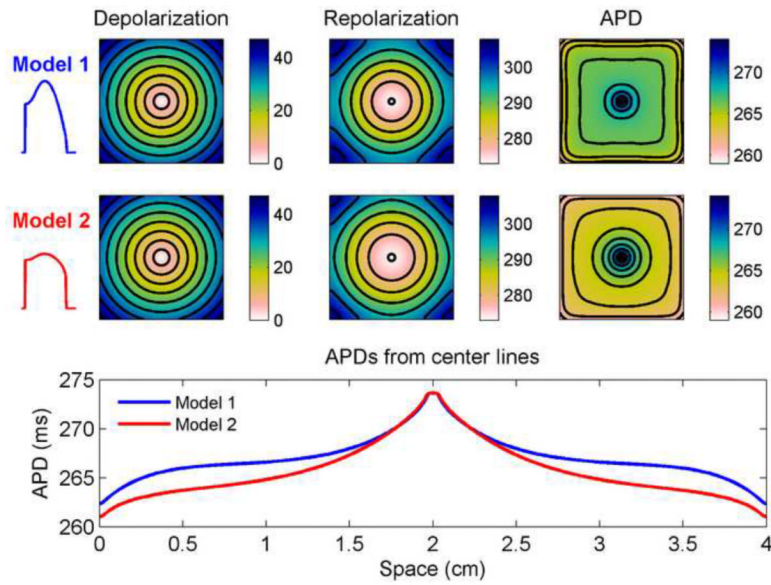 Depolarization Repolarization APD
Model 1
40
20
0
300
290
280
270
265
260
Model 2
40
20
0
300
290
280
270
265
260
APDs from center lines
275
270
265
260
APD (ms)
Model 1
Model 2
0 0.5 1 1.5 2 2.5 3 3.5 4
Space (cm)